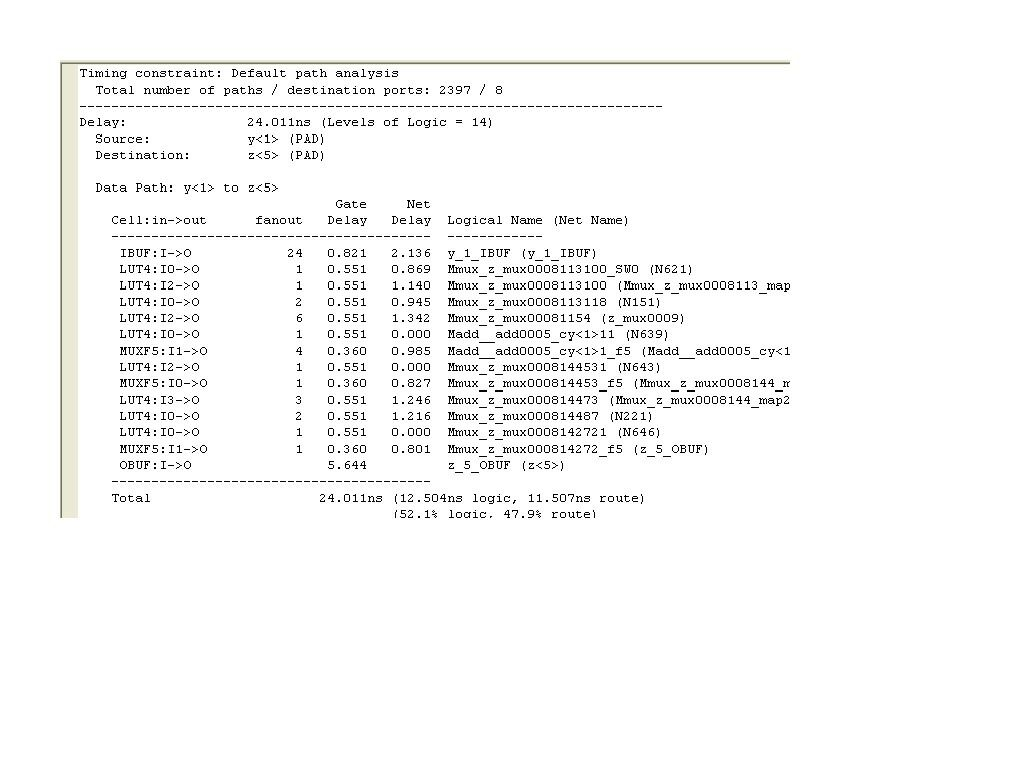 Timing constraint: Default path analysis
Total number of paths / destination ports: 2397 / 8
-------------------------------------------------------------------------
Delay: 24.011ns (Levels of Logic = 14)
Source: y<1> (PAD)
Destination: z<5> (PAD)
Data Path: y<1> to z<5>
Gate Net
Cell:in->out fanout Delay Delay Logical Name (Net Name)
---------------------------------------- ------------
IBUF:I->O 24 0.821 2.136 y_1_IBUF (y_1_IBUF)
LUT4:I0->O 1 0.551 0.869 Mmux_z_mux0008113100_SW0 (N621)
LUT4:I2->O 1 0.551 1.140 Mmux_z_mux0008113100 (Mmux_z_mux0008113_map
LUT4:I0->O 2 0.551 0.945 Mmux_z_mux0008113118 (N151)
LUT4:I2->O 6 0.551 1.342 Mmux_z_mux00081154 (z_mux0009)
LUT4:I0->O 1 0.551 0.000 Madd__add0005_cy<1>11 (N639)
MUXF5:I1->O 4 0.360 0.985 Madd__add0005_cy<1>1_f5 (Madd__add0005_cy<1
LUT4:I2->O 1 0.551 0.000 Mmux_z_mux0008144531 (N643)
MUXF5:I0->O 1 0.360 0.827 Mmux_z_mux000814453_f5 (Mmux_z_mux0008144_m
LUT4:I3->O 3 0.551 1.246 Mmux_z_mux000814473 (Mmux_z_mux0008144_map2
LUT4:I0->O 2 0.551 1.216 Mmux_z_mux000814487 (N221)
LUT4:I0->O 1 0.551 0.000 Mmux_z_mux0008142721 (N646)
MUXF5:I1->O 1 0.360 0.801 Mmux_z_mux000814272_f5 (z_5_OBUF)
OBUF:I->O 5.644 z_5_OBUF (z<5>)
----------------------------------------
Total 24.011ns (12.504ns logic, 11.507ns route)
(52.1% logic, 47.9% route)